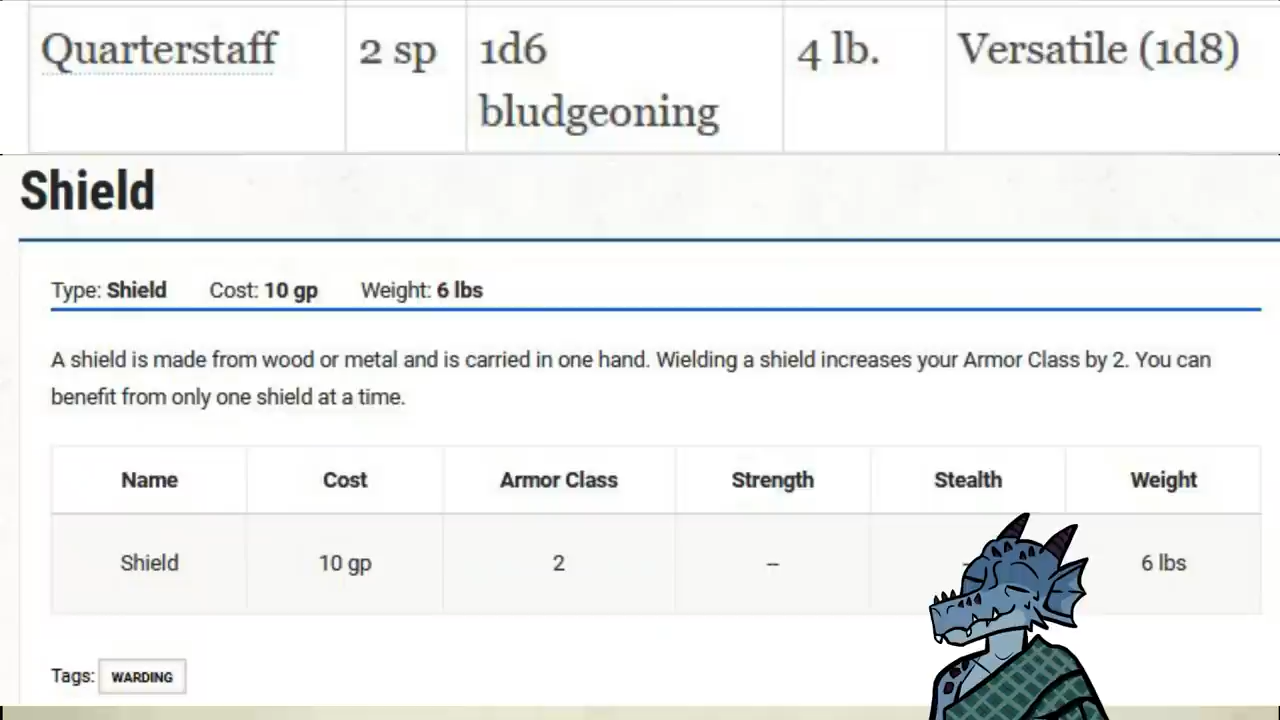 Quarterstaff 2 sp 1d6 4 lb. Versatile (1d8)
bludgeoning
Shield
Type: Shield Cost: 10 gp Weight: 6 lbs
A shield is made from wood or metal and is carried in one hand. Wielding a shield increases your Armor Class by 2. You can
benefit from only one shield at a time.
Name Cost Armor Class Strength Stealth Weight
Shield 10 gp 2 – – 6 lbs
Tags: WARDING